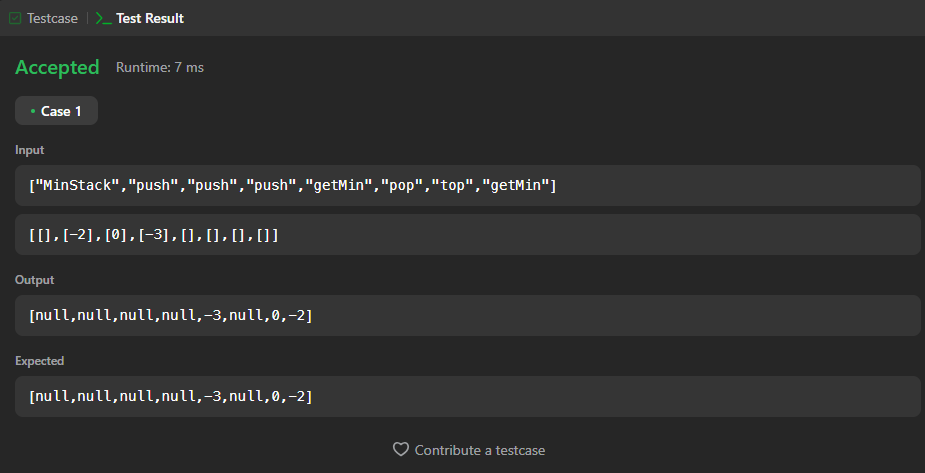 Testcase | >_ Test Result
Accepted Runtime: 7 ms
• Case 1
Input
["MinStack","push","push","push","getMin","pop","top","getMin"]
[[],[-2],[0],[-3],[],[],[],[]]
Output
[null,null,null,null,-3,null,0,-2]
Expected
[null,null,null,null,-3,null,0,-2]
Contribute a testcase